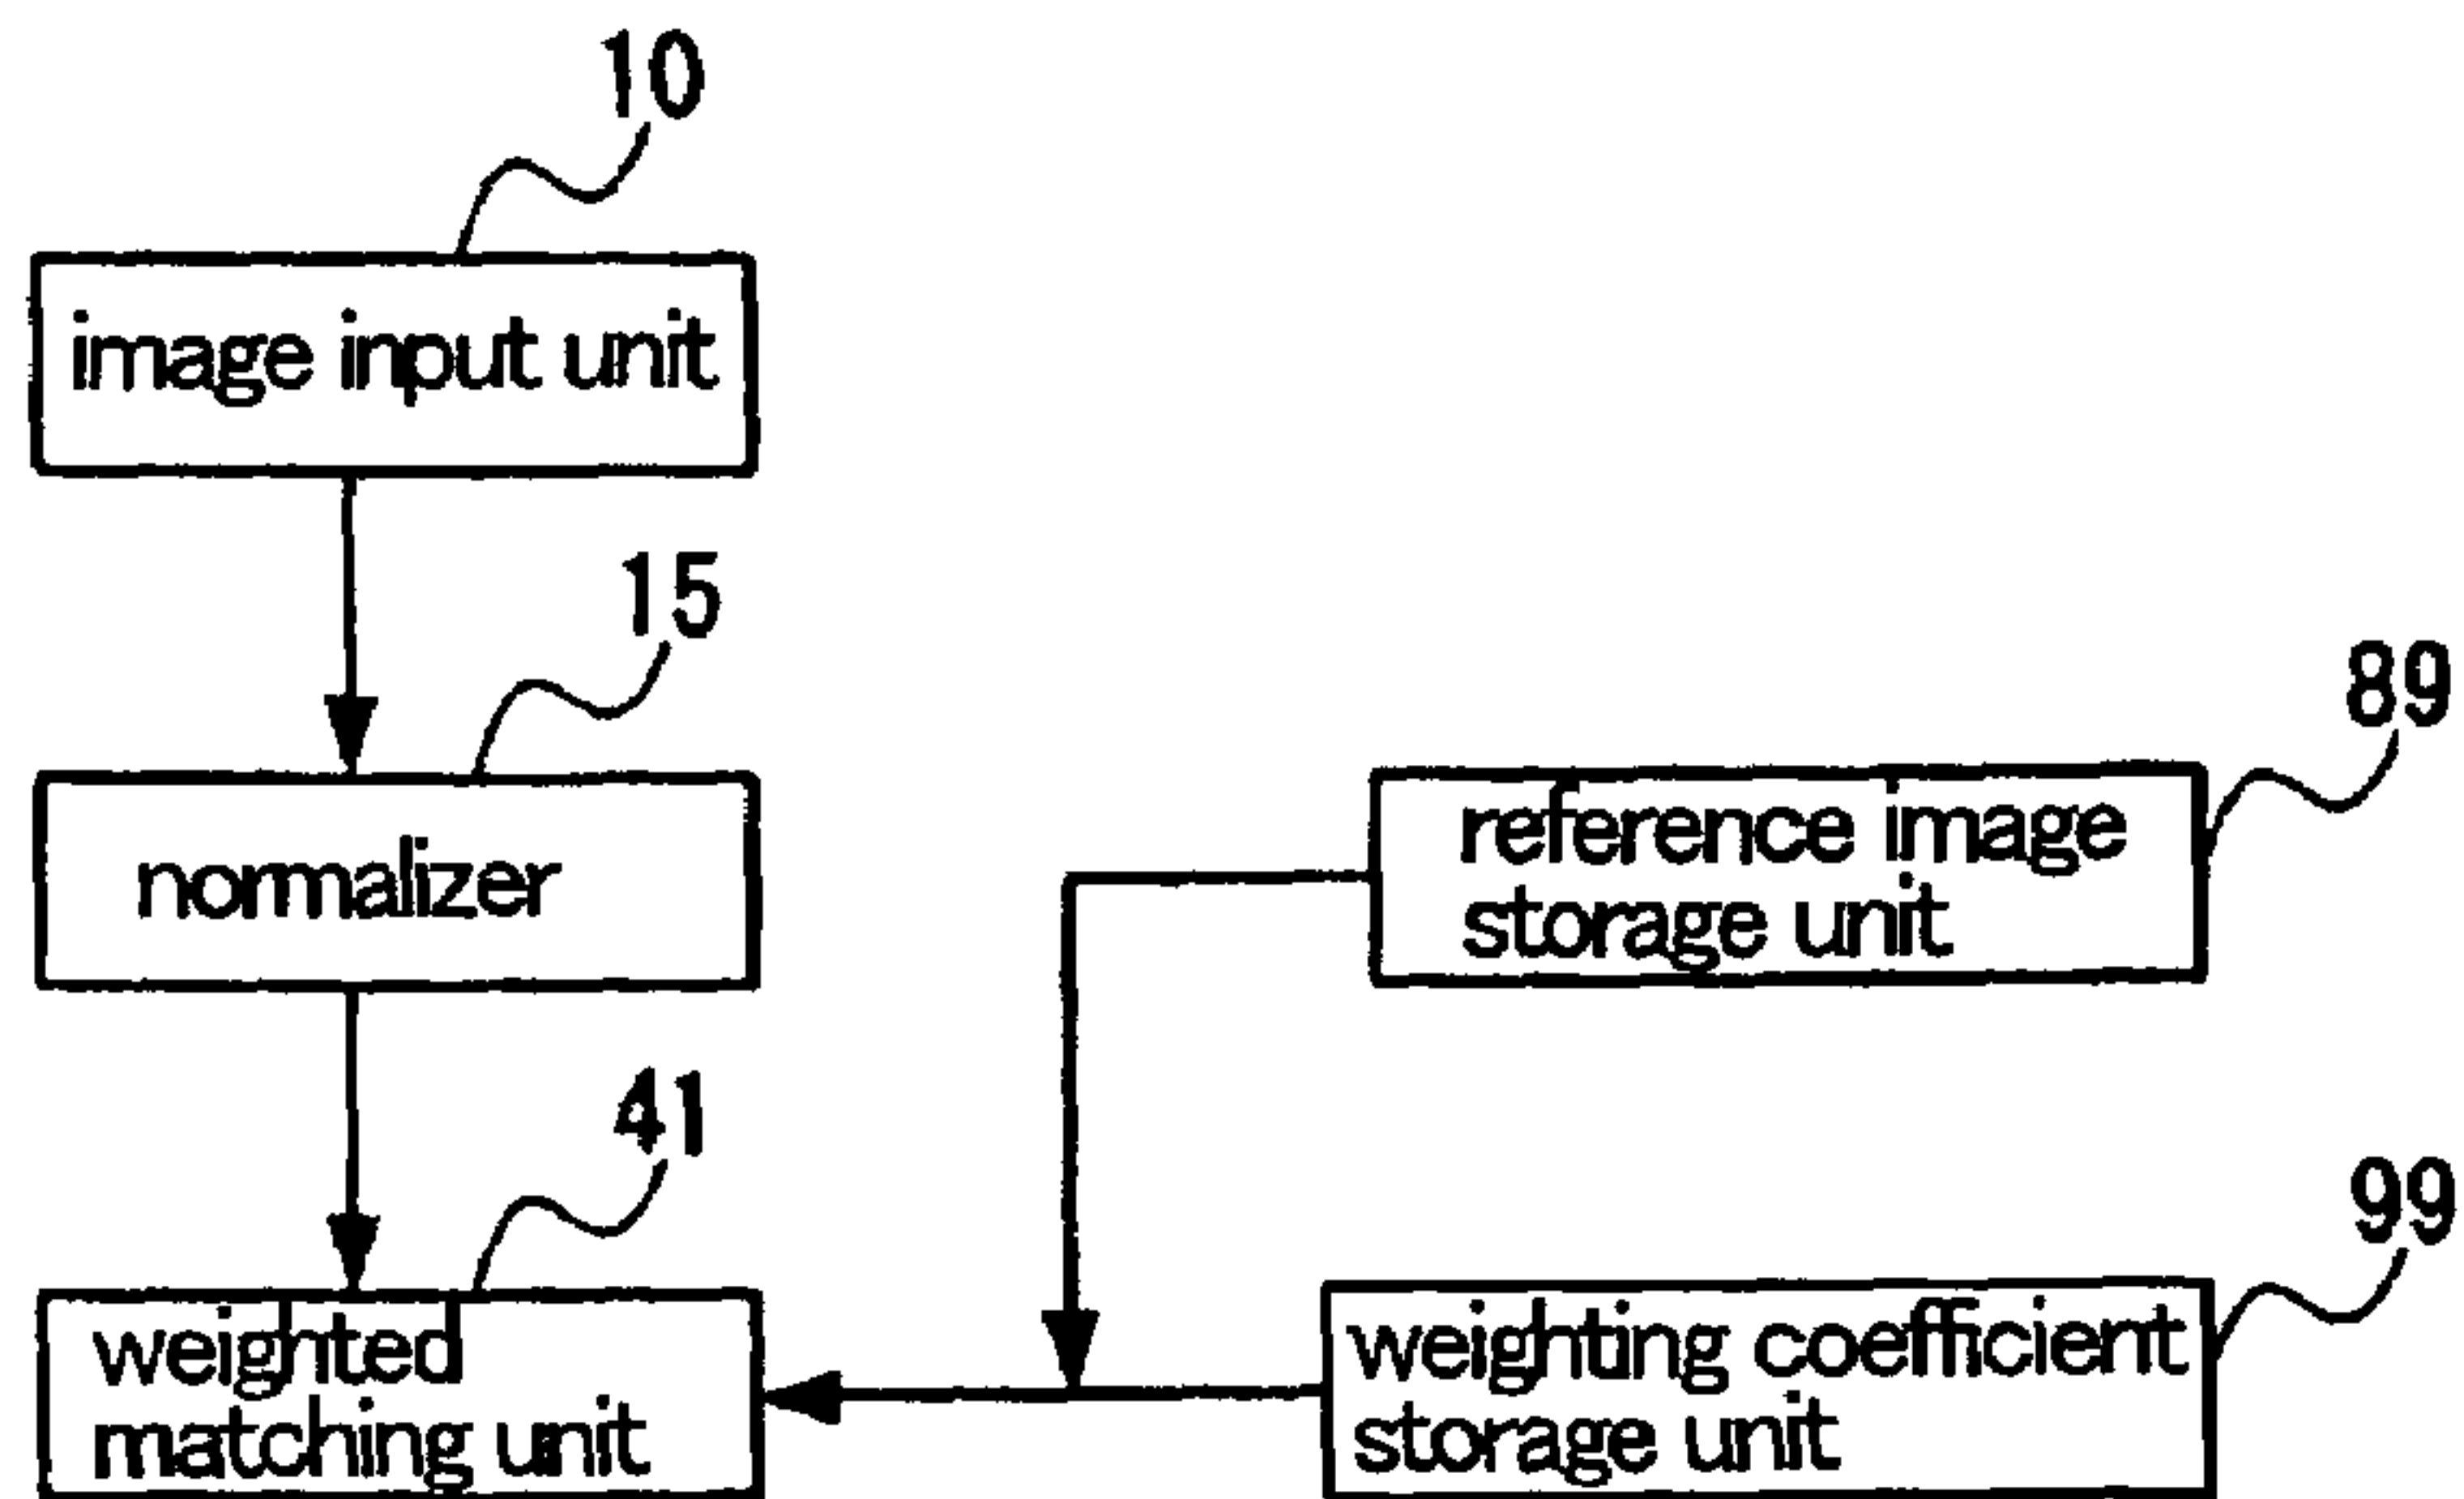 10
image input unit
15
normalizer
89
reference image
storage unit
41
weighted
matching unit
99
weighting coefficient
storage unit